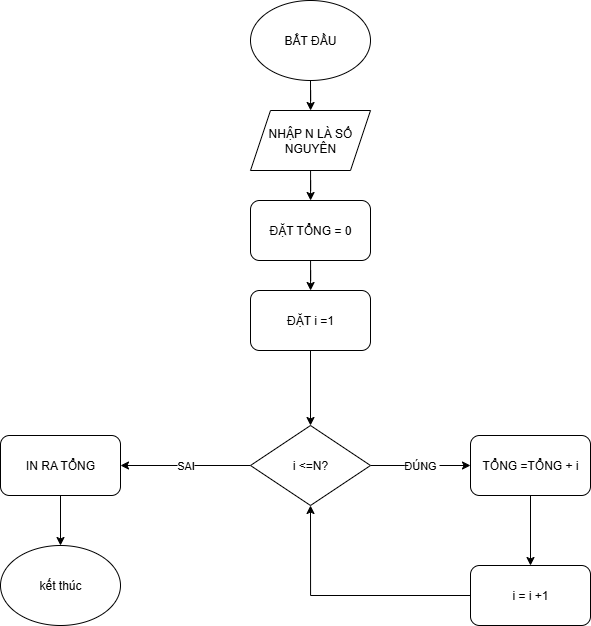 BẮT ĐẦU
NHẬP N LÀ SỐ
NGUYÊN
ĐẶT TỔNG = 0
ĐẶT i =1
i <=N?
SAI
ĐÚNG
IN RA TỔNG
TỔNG =TỔNG + i
kết thúc
i = i +1